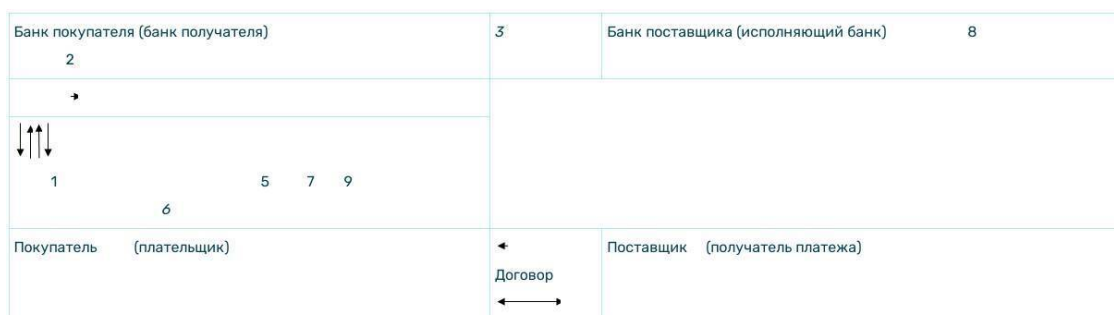 Банк покупателя (банк получателя) 3 Банк поставщика (исполняющий банк) 8
2
1 5 7 9
6
Покупатель (плательщик) Поставщик (получатель платежа)
Договор